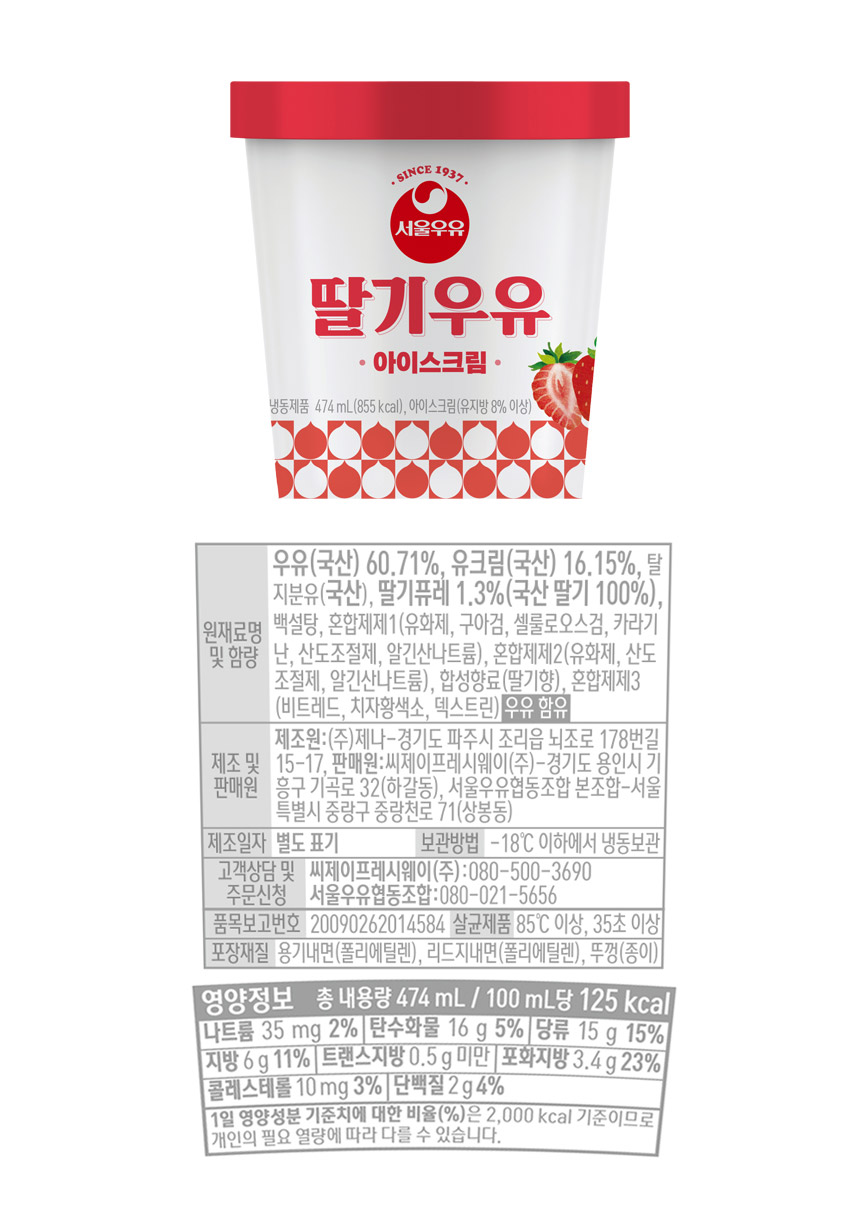 · SINCE 1937 ·
서울우유
딸기우유
· 아이스크림 ·
냉동제품 474 mL(855 kcal), 아이스크림(유지방 8% 이상)
원재료명 및 함량
우유(국산) 60.71%, 유크림(국산) 16.15%, 탈
지분유(국산), 딸기퓨레 1.3%(국산 딸기 100%),
백설탕, 혼합제제1(유화제, 구아검, 셀룰로오스검, 카라기
난, 산도조절제, 알긴산나트륨), 혼합제제2(유화제, 산도
조절제, 알긴산나트륨), 합성향료(딸기향), 혼합제제3
(비트레드, 치자황색소, 덱스트린) 우유 함유
제조 및 판매원
제조원:(주)제나-경기도 파주시 조리읍 뇌조로 178번길
15-17, 판매원:씨제이프레시웨이(주)-경기도 용인시 기
흥구 기곡로 32(하갈동), 서울우유협동조합 본조합-서울
특별시 중랑구 중랑천로 71(상봉동)
제조일자 별도 표기 보관방법 -18℃ 이하에서 냉동보관
고객상담 및 주문신청
씨제이프레시웨이(주):080-500-3690
서울우유협동조합:080-021-5656
품목보고번호 20090262014584 살균제품 85℃ 이상, 35초 이상
포장재질 용기내면(폴리에틸렌), 리드지내면(폴리에틸렌), 뚜껑(종이)
영양정보 총 내용량 474 mL / 100 mL당 125 kcal
나트륨 35 mg 2% 탄수화물 16 g 5% 당류 15 g 15%
지방 6 g 11% 트랜스지방 0.5 g 미만 포화지방 3.4 g 23%
콜레스테롤 10 mg 3% 단백질 2 g 4%
1일 영양성분 기준치에 대한 비율(%)은 2,000 kcal 기준이므로
개인의 필요 열량에 따라 다를 수 있습니다.